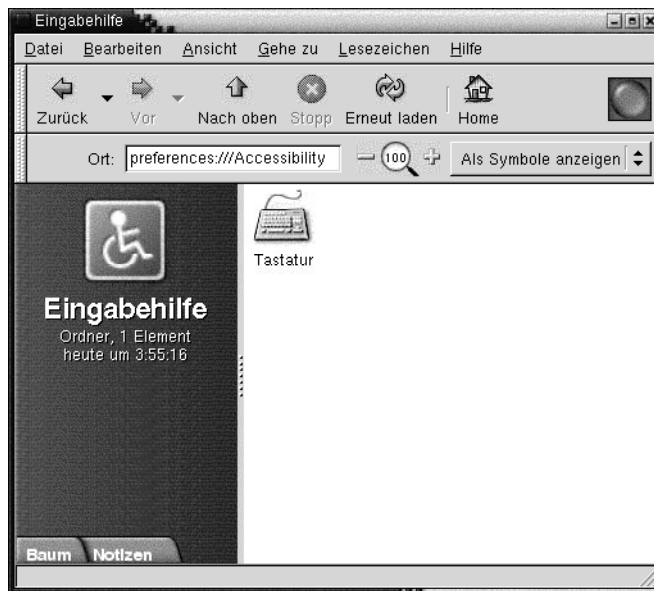 Eingabehilfe
Datei Bearbeiten Ansicht Gehe zu Lesezeichen Hilfe
Zurück Vor Nach oben Stopp Erneut laden Home
Ort: preferences:///Accessibility 100 Als Symbole anzeigen
Tastatur
Eingabehilfe
Ordner, 1 Element
heute um 3:55:16
Baum Notizen